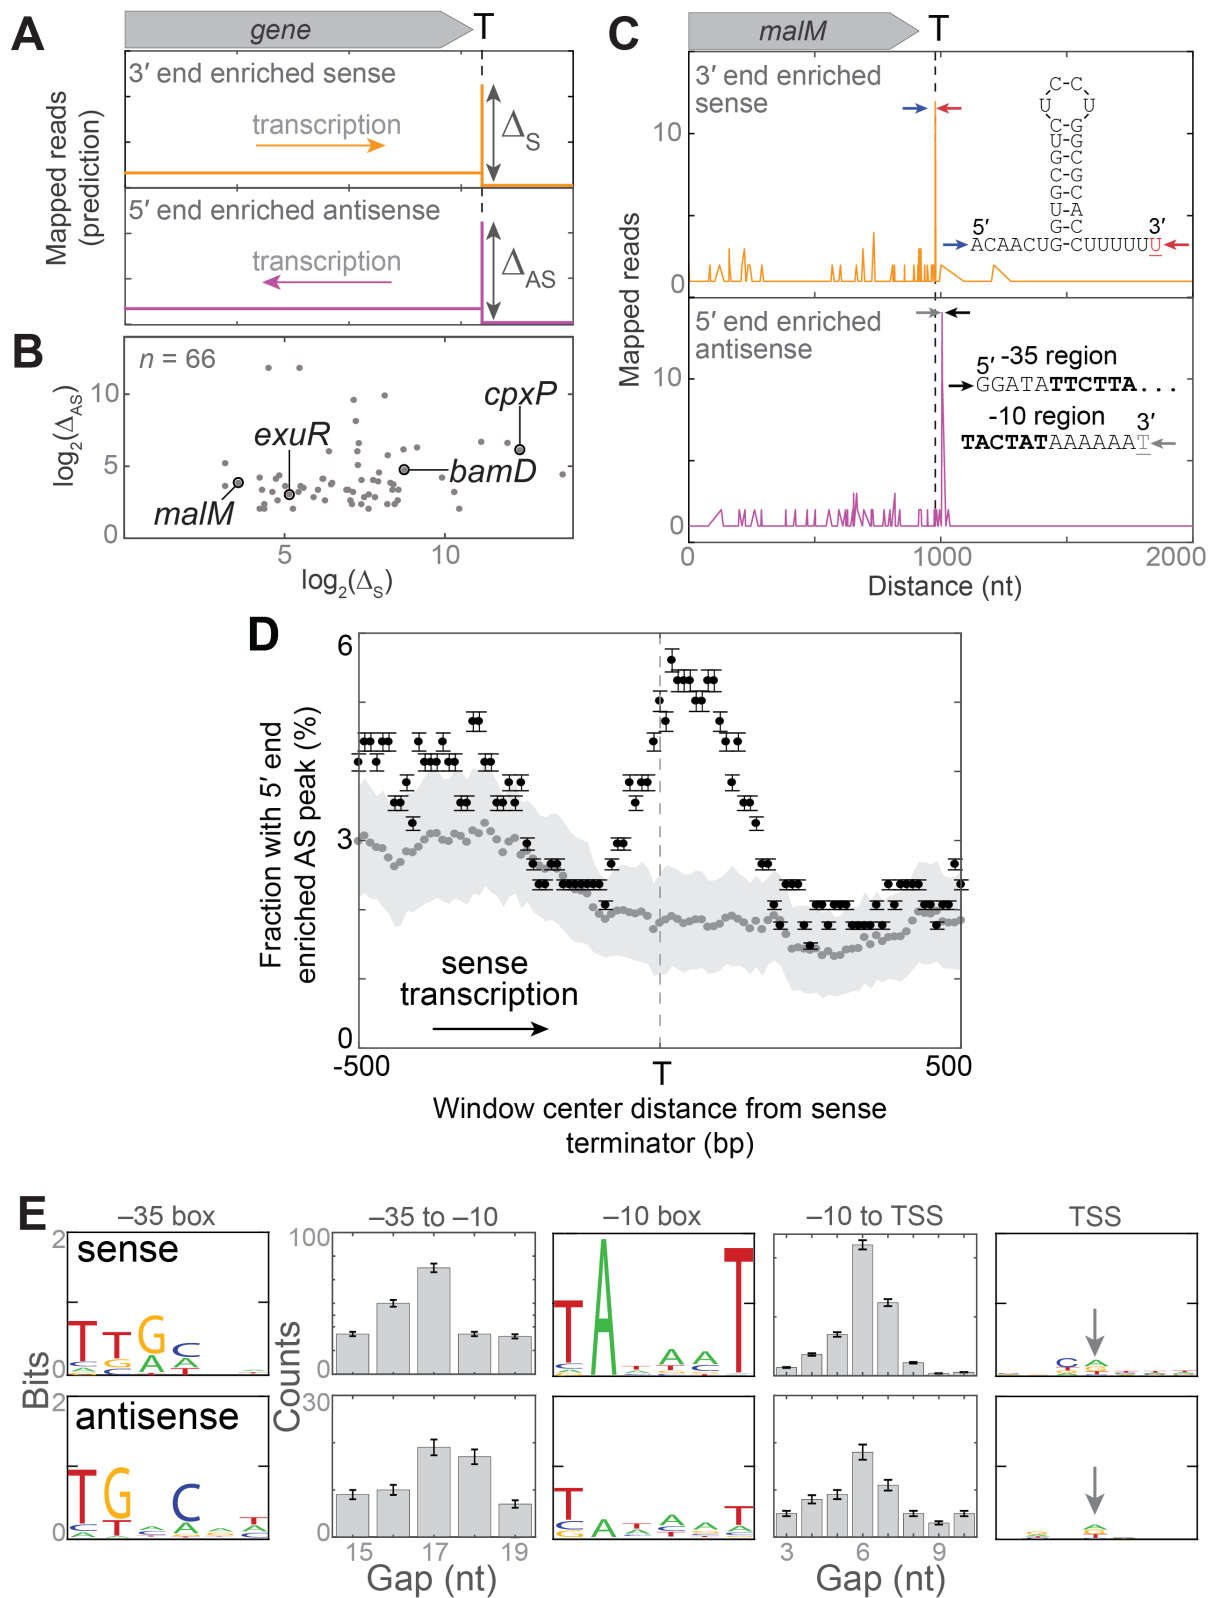 A
gene
T
3′ end enriched sense
transcription
ΔS
5′ end enriched antisense
transcription
ΔAS
Mapped reads
(prediction)
B
n = 66
10
5
0
log2(ΔAS)
cpxP
exuR
bamD
malM
5
10
log2(ΔS)
C
malM
T
3′ end enriched
sense
10
0
C-C
U U
C-G
U-G
G-C
C-G
G-C
U-A
G-C
5′
3′
ACAACUG-CUUUUUU
Mapped reads
5′ end enriched
antisense
10
0
5′ -35 region
GGATATTCTTA...
-10 region
3′
TACTATAAAAAAT
0
1000
2000
Distance (nt)
D
6
3
0
Fraction with 5′ end
enriched AS peak (%)
sense
transcription
-500
T
500
Window center distance from sense
terminator (bp)
E
–35 box
–35 to –10
–10 box
–10 to TSS
TSS
2
0
sense
100
0
Bits
Counts
2
0
antisense
30
0
15
17
19
Gap (nt)
3
6
9
Gap (nt)